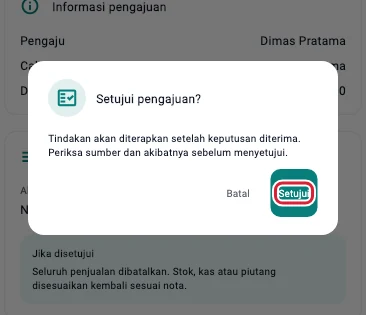 Informasi pengajuan
Pengaju Dimas Pratama
Setujui pengajuan?
Tindakan akan diterapkan setelah keputusan diterima.
Periksa sumber dan akibatnya sebelum menyetujui.
Batal Setujui
Jika disetujui
Seluruh penjualan dibatalkan. Stok, kas atau piutang
disesuaikan kembali sesuai nota.